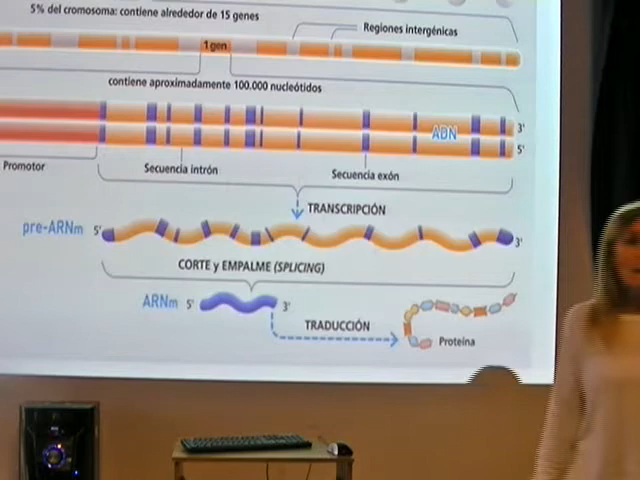 5% del cromosoma: contiene alrededor de 15 genes
Regiones intergénicas
1 gen
contiene aproximadamente 100.000 nucleótidos
ADN
3'
5'
Promotor
Secuencia intrón
Secuencia exón
TRANSCRIPCIÓN
pre-ARNm 5' 3'
CORTE y EMPALME (SPLICING)
ARNm 5' 3'
TRADUCCIÓN
Proteína